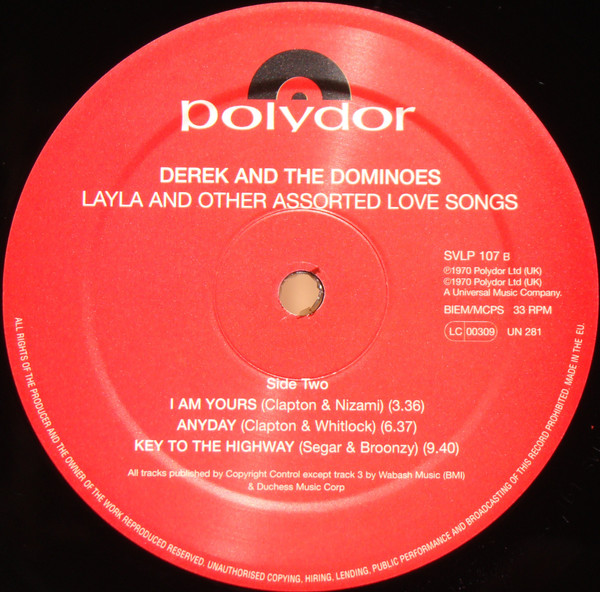 polydor
DEREK AND THE DOMINOES
LAYLA AND OTHER ASSORTED LOVE SONGS
SVLP 107 B
℗1970 Polydor Ltd (UK)
©1970 Polydor Ltd (UK)
A Universal Music Company.
BIEM/MCPS 33 RPM
LC 00309 UN 281
Side Two
I AM YOURS (Clapton & Nizami) (3.36)
ANYDAY (Clapton & Whitlock) (6.37)
KEY TO THE HIGHWAY (Segar & Broonzy) (9.40)
All tracks published by Copyright Control except track 3 by Wabash Music (BMI)
& Duchess Music Corp
ALL RIGHTS OF THE PRODUCER AND THE OWNER OF THE WORK REPRODUCED RESERVED. UNAUTHORISED COPYING, HIRING, LENDING, PUBLIC PERFORMANCE AND BROADCASTING OF THIS RECORD PROHIBITED. MADE IN THE EU.